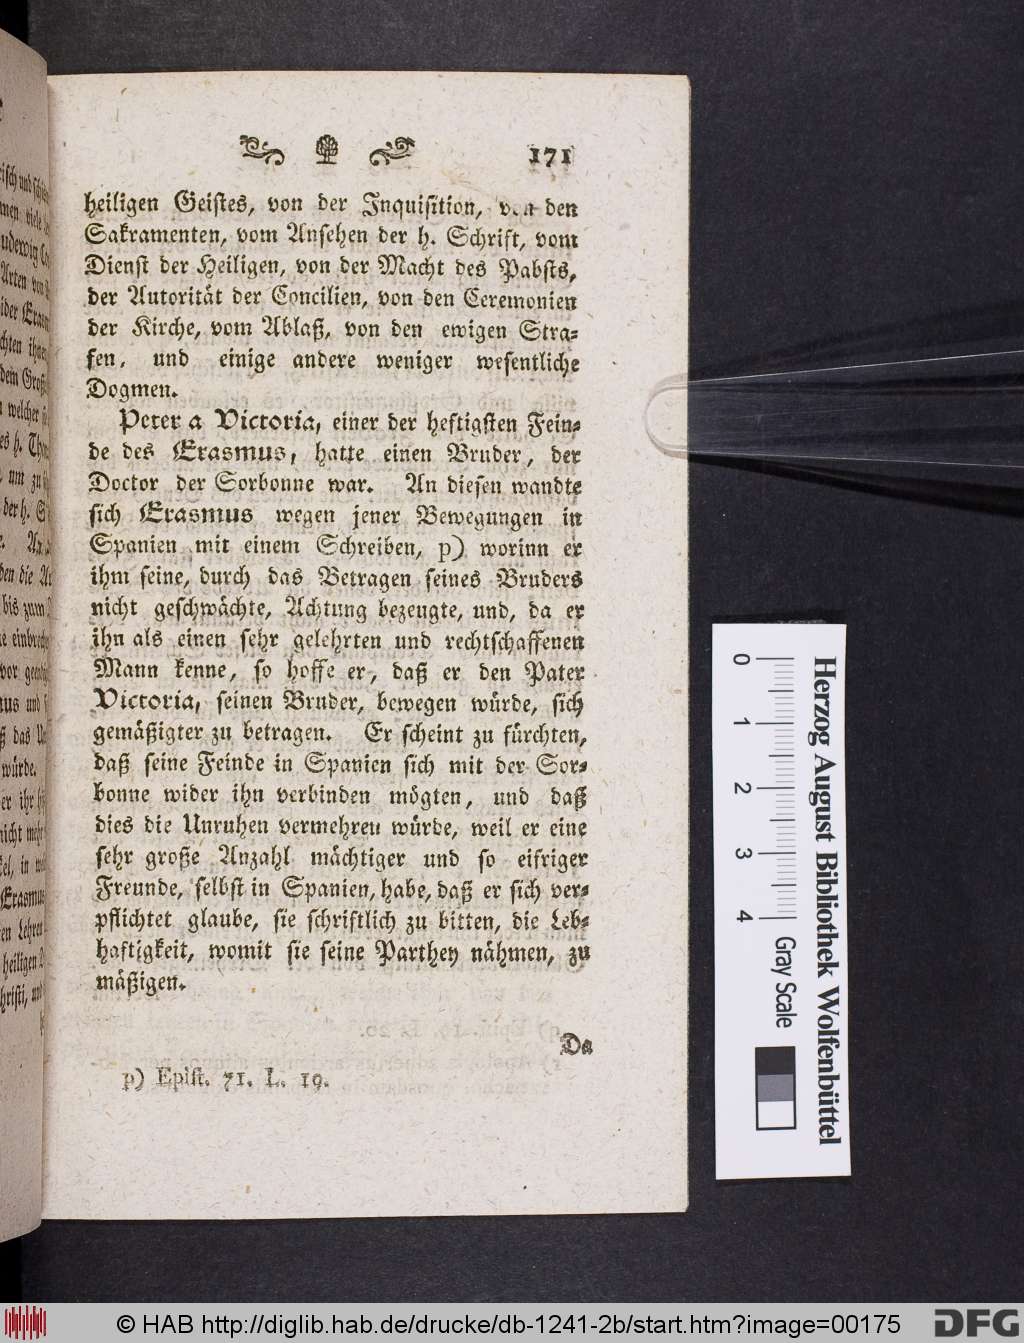 171
heiligen Geistes, von der Inquisition, von den
Sakramenten, vom Ansehen der h. Schrift, vom
Dienst der Heiligen, von der Macht des Pabsts,
der Autorität der Concilien, von den Ceremonien
der Kirche, vom Ablaß, von den ewigen Stra-
fen, und einige andere weniger wesentliche
Dogmen.
Peter a Victoria, einer der heftigsten Fein-
de des Erasmus, hatte einen Bruder, der
Doctor der Sorbonne war. An diesen wandte
sich Erasmus wegen jener Bewegungen in
Spanien mit einem Schreiben, p) worinn er
ihm seine, durch das Betragen seines Bruders
nicht geschwächte, Achtung bezeugte, und, da er
ihn als einen sehr gelehrten und rechtschaffenen
Mann kenne, so hoffe er, daß er den Pater
Victoria, seinen Bruder, bewegen würde, sich
gemäßigter zu betragen. Er scheint zu fürchten,
daß seine Feinde in Spanien sich mit der Sor-
bonne wider ihn verbinden mögten, und daß
dies die Unruhen vermehren würde, weil er eine
sehr große Anzahl mächtiger und so eifriger
Freunde, selbst in Spanien, habe, daß er sich ver-
pflichtet glaube, sie schriftlich zu bitten, die Leb-
haftigkeit, womit sie seine Parthey nähmen, zu
mäßigen.
Da
p) Epist. 71. L. 19.
0 1 2 3 4 Gray Scale
Herzog August Bibliothek Wolfenbüttel
© HAB http://diglib.hab.de/drucke/db-1241-2b/start.htm?image=00175
DFG